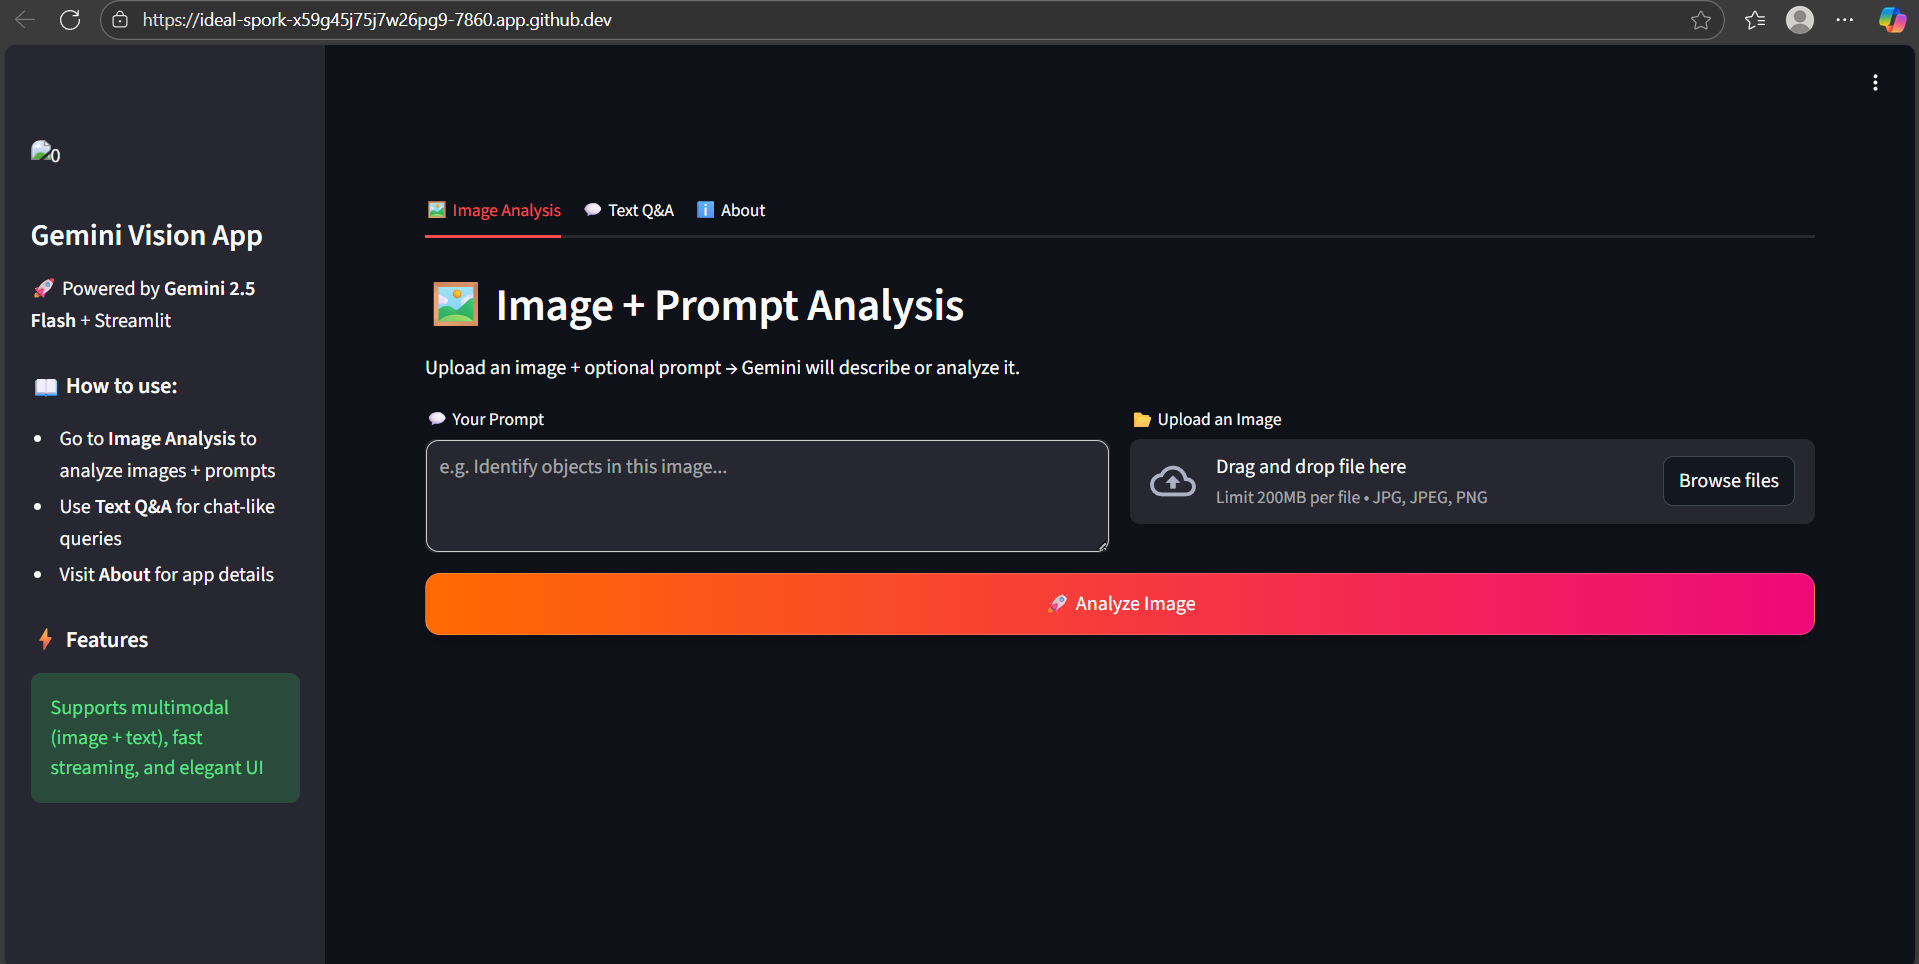 https://ideal-spork-x59g45j75j7w26pg9-7860.app.github.dev
0
Gemini Vision App
🚀 Powered by Gemini 2.5
Flash + Streamlit
📖 How to use:
• Go to Image Analysis to
analyze images + prompts
• Use Text Q&A for chat-like
queries
• Visit About for app details
⚡ Features
Supports multimodal
(image + text), fast
streaming, and elegant UI
🖼️ Image Analysis 💬 Text Q&A ℹ️ About
🖼️ Image + Prompt Analysis
Upload an image + optional prompt → Gemini will describe or analyze it.
💬 Your Prompt
e.g. Identify objects in this image...
📂 Upload an Image
Drag and drop file here
Limit 200MB per file • JPG, JPEG, PNG
Browse files
🚀 Analyze Image